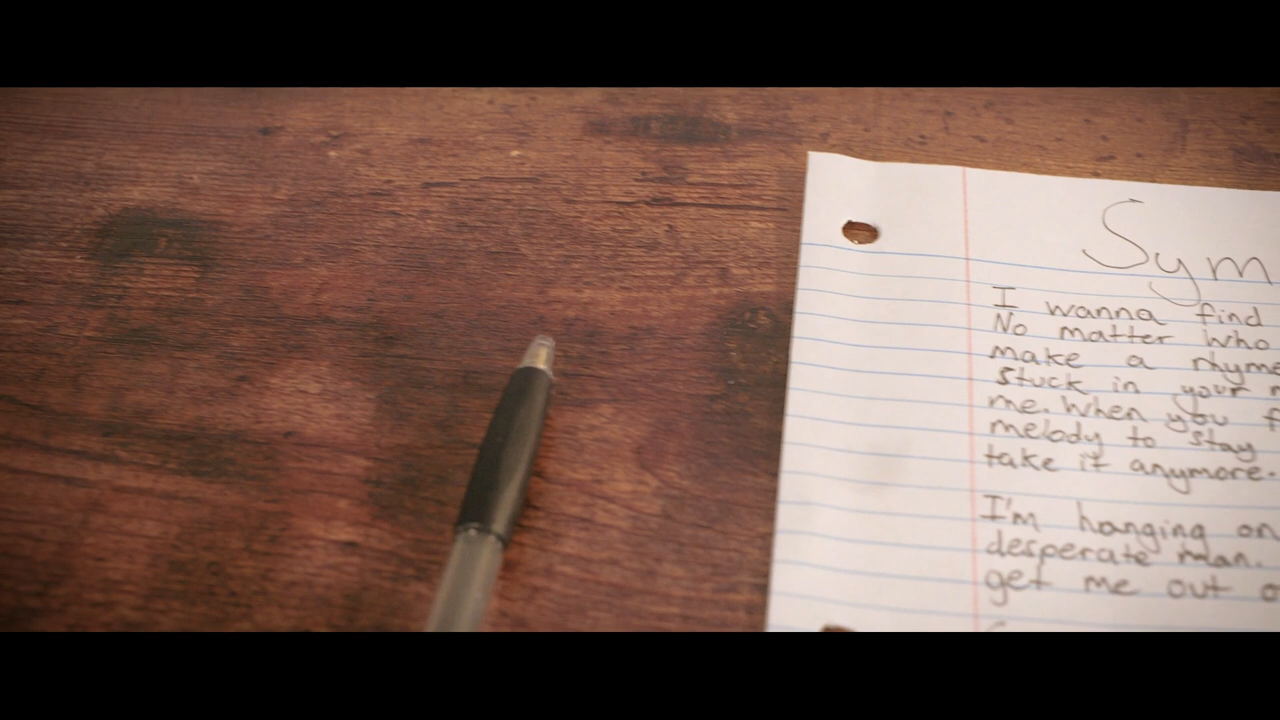 Sym
I wanna find
No matter who
make a rhyme
Stuck in your
me. When you
melody to stay
take it anymore.
I'm hanging on
desperate man.
get me out